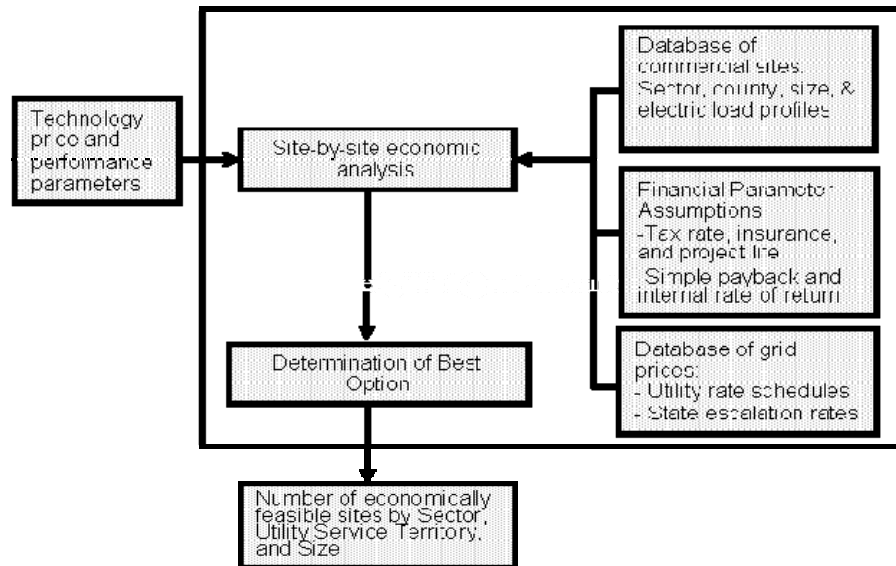 Technology
price and
performance
parameters
Site-by-site economic
analysis
Database of
commercial sites:
Sector, county, size, &
electric load profiles
Financial Parameter
Assumptions
-Tax rate, insurance,
and project life
Simple payback and
internal rate of return
Database of grid
prices:
- Utility rate schedules
- State escalation rates
Determination of Best
Option
Number of economically
feasible sites by Sector,
Utility Service Territory,
and Size